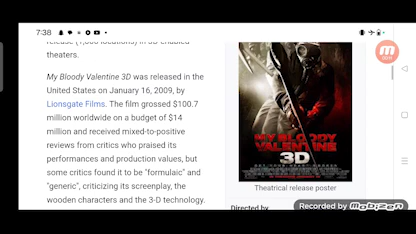 7:38
release (1,033 locations) in 3D-enabled
theaters.
My Bloody Valentine 3D was released in the
United States on January 16, 2009, by
Lionsgate Films. The film grossed $100.7
million worldwide on a budget of $14
million and received mixed-to-positive
reviews from critics who praised its
performances and production values, but
some critics found it to be "formulaic" and
"generic", criticizing its screenplay, the
wooden characters and the 3-D technology.
MY BLOODY
VALENTINE
3D
Theatrical release poster
Directed by
Recorded by Mobizen